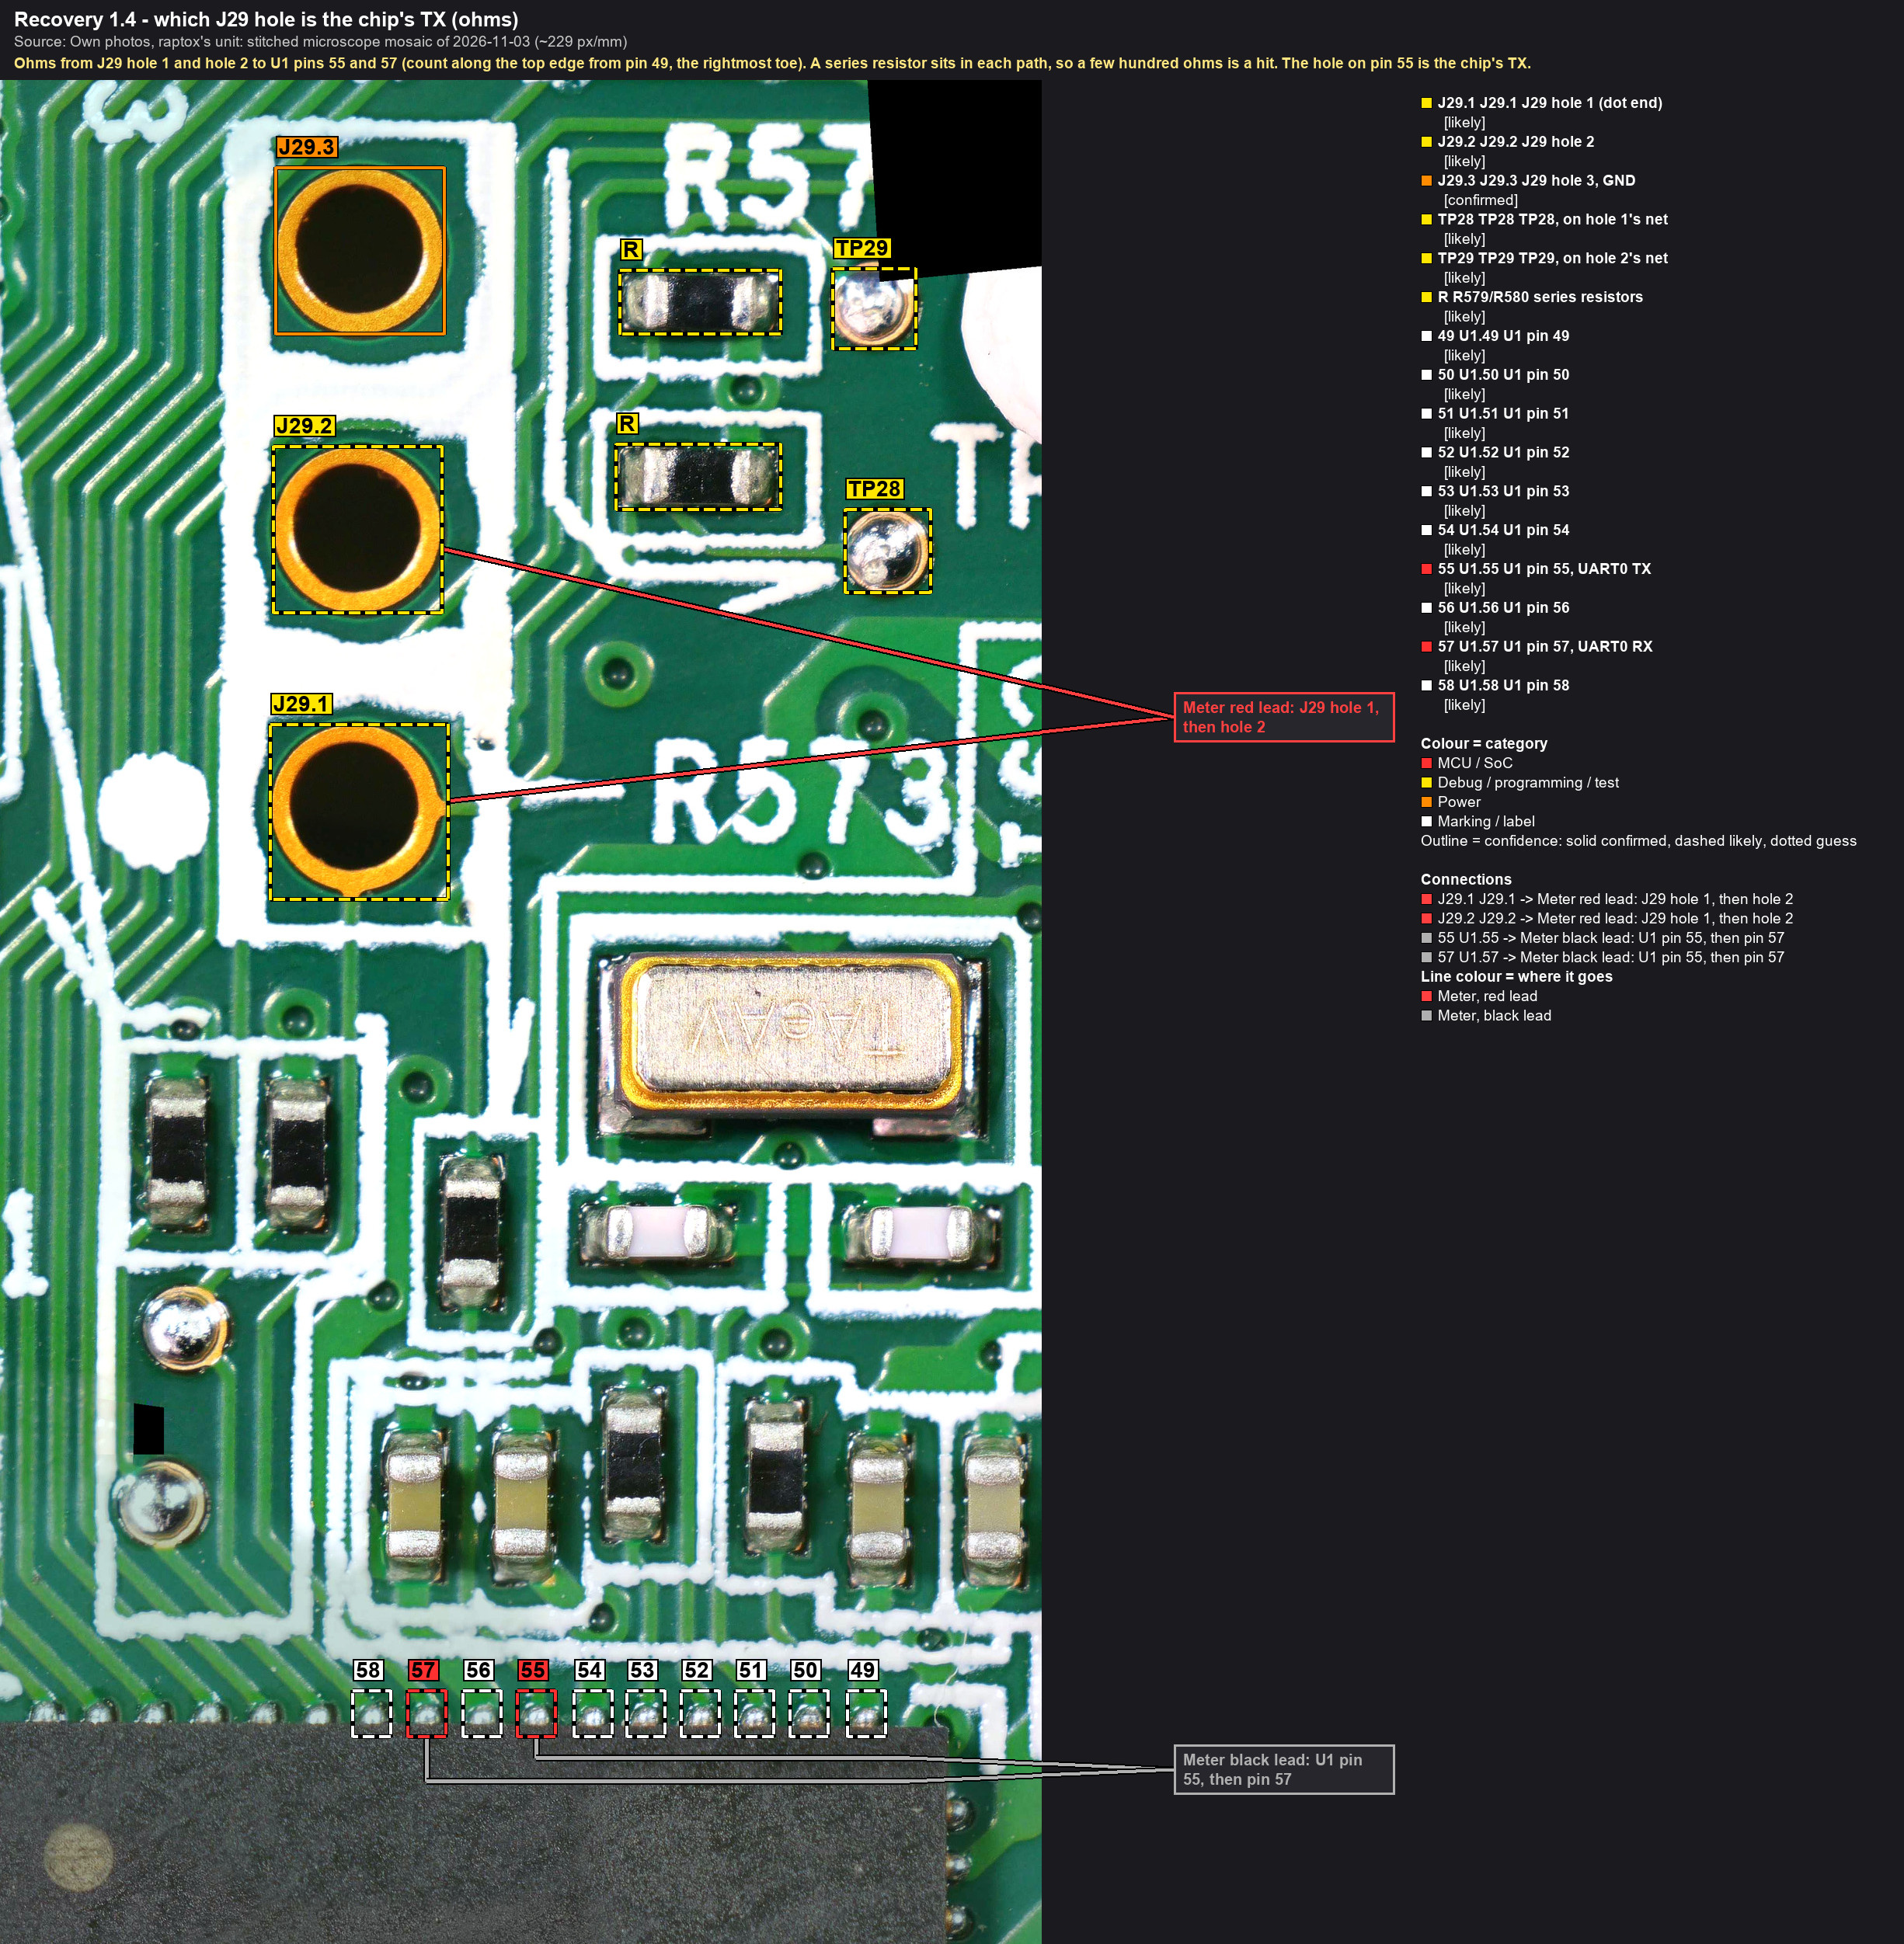 Recovery 1.4 - which J29 hole is the chip's TX (ohms)
Source: Own photos, raptox's unit: stitched microscope mosaic of 2026-11-03 (~229 px/mm)
Ohms from J29 hole 1 and hole 2 to U1 pins 55 and 57 (count along the top edge from pin 49, the rightmost toe). A series resistor sits in each path, so a few hundred ohms is a hit. The hole on pin 55 is the chip's TX.
3
J29.3
R57
R
TP29
J29.2
R
TP28
TP
J29.1
R573
Meter red lead: J29 hole 1,
then hole 2
1
58
57
56
55
54
53
52
51
50
49
Meter black lead: U1 pin
55, then pin 57
J29.1 J29.1 J29 hole 1 (dot end)
[likely]
J29.2 J29.2 J29 hole 2
[likely]
J29.3 J29.3 J29 hole 3, GND
[confirmed]
TP28 TP28 TP28, on hole 1's net
[likely]
TP29 TP29 TP29, on hole 2's net
[likely]
R R579/R580 series resistors
[likely]
49 U1.49 U1 pin 49
[likely]
50 U1.50 U1 pin 50
[likely]
51 U1.51 U1 pin 51
[likely]
52 U1.52 U1 pin 52
[likely]
53 U1.53 U1 pin 53
[likely]
54 U1.54 U1 pin 54
[likely]
55 U1.55 U1 pin 55, UART0 TX
[likely]
56 U1.56 U1 pin 56
[likely]
57 U1.57 U1 pin 57, UART0 RX
[likely]
58 U1.58 U1 pin 58
[likely]
Colour = category
MCU / SoC
Debug / programming / test
Power
Marking / label
Outline = confidence: solid confirmed, dashed likely, dotted guess
Connections
J29.1 J29.1 -> Meter red lead: J29 hole 1, then hole 2
J29.2 J29.2 -> Meter red lead: J29 hole 1, then hole 2
55 U1.55 -> Meter black lead: U1 pin 55, then pin 57
57 U1.57 -> Meter black lead: U1 pin 55, then pin 57
Line colour = where it goes
Meter, red lead
Meter, black lead